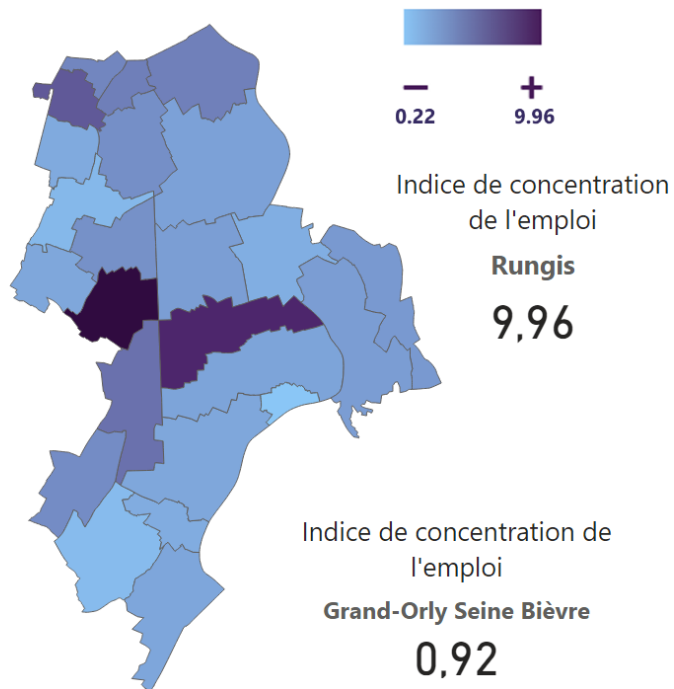 − +
0.22 9.96
Indice de concentration
de l'emploi
Rungis
9,96
Indice de concentration de
l'emploi
Grand-Orly Seine Bièvre
0,92